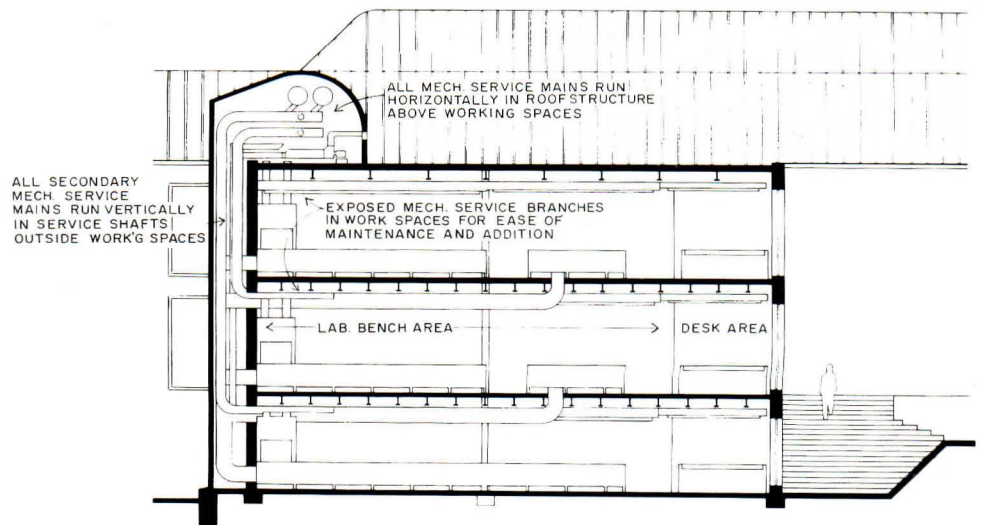 ALL MECH. SERVICE MAINS RUN
HORIZONTALLY IN ROOF STRUCTURE
ABOVE WORKING SPACES
ALL SECONDARY
MECH. SERVICE
MAINS RUN VERTICALLY
IN SERVICE SHAFTS
OUTSIDE WORK'G SPACES
EXPOSED MECH. SERVICE BRANCHES
IN WORK SPACES FOR EASE OF
MAINTENANCE AND ADDITION
LAB. BENCH AREA
DESK AREA